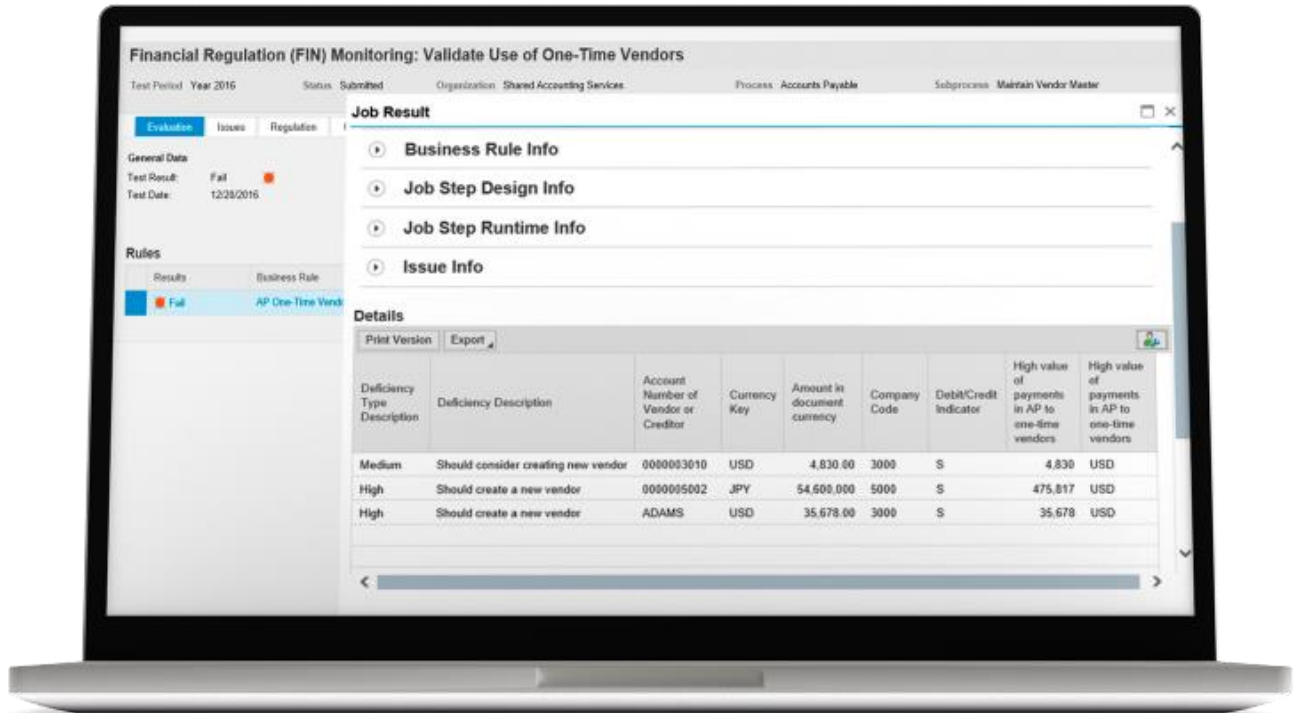 Financial Regulation (FIN) Monitoring: Validate Use of One-Time Vendors
Test Period Year 2016 Status Submitted Organization Shared Accounting Services Process Accounts Payable Subprocess Maintain Vendor Master
Job Result
Evaluation Issues Regulation
Business Rule Info
General Data
Test Result: Fail
Test Date: 12/28/2016
Job Step Design Info
Job Step Runtime Info
Issue Info
Rules
Results Business Rule
Fail AP One-Time
Details
Print Version Export
Deficiency Type Description
Deficiency Description
Account Number of Vendor or Creditor
Currency Key
Amount in document currency
Company Code
Debit/Credit Indicator
High value of payments in AP to one-time vendors
High value of payments in AP to one-time vendors
Medium Should consider creating new vendor 0000003010 USD 4,830.00 3000 S 4,830 USD
High Should create a new vendor 0000005002 JPY 54,600,000 5000 S 475,817 USD
High Should create a new vendor ADAMS USD 35,678.00 3000 S 35,678 USD